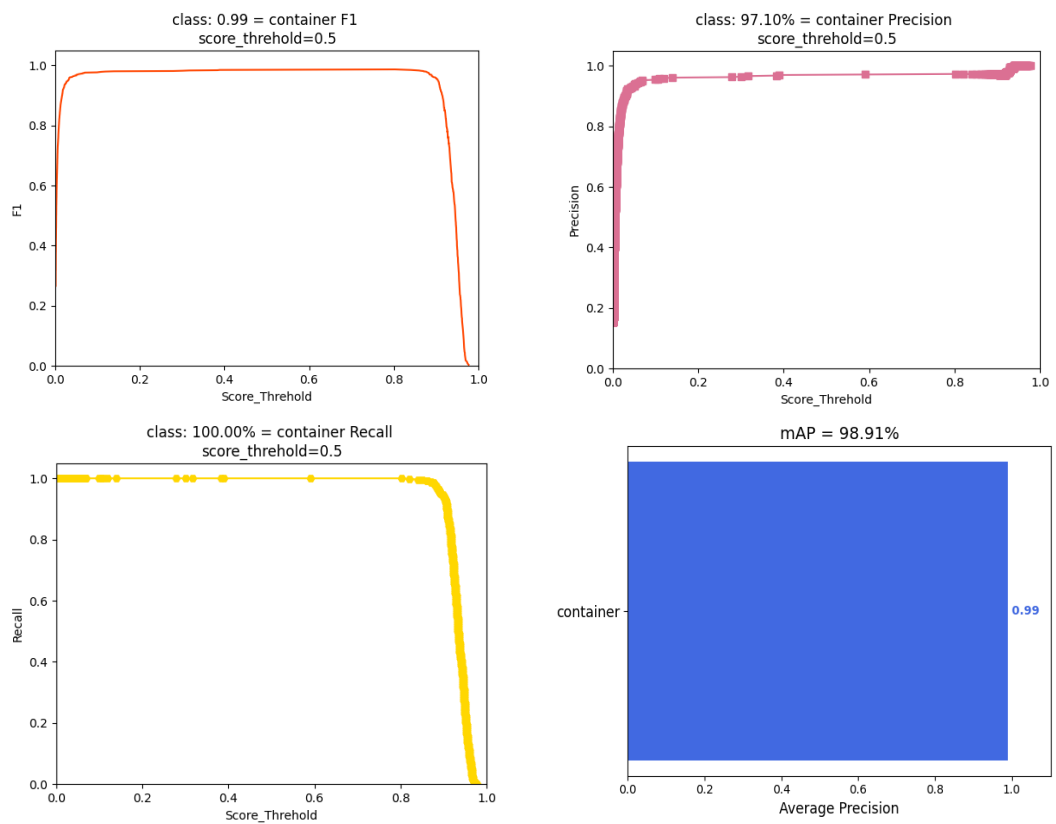 class: 0.99 = container F1
score_threhold=0.5
1.0
0.8
0.6
0.4
0.2
0.0
F1
0.0 0.2 0.4 0.6 0.8 1.0
Score_Threhold
class: 97.10% = container Precision
score_threhold=0.5
1.0
0.8
0.6
0.4
0.2
0.0
Precision
0.0 0.2 0.4 0.6 0.8 1.0
Score_Threhold
class: 100.00% = container Recall
score_threhold=0.5
1.0
0.8
0.6
0.4
0.2
0.0
Recall
0.0 0.2 0.4 0.6 0.8 1.0
Score_Threhold
mAP = 98.91%
container
0.99
0.0 0.2 0.4 0.6 0.8 1.0
Average Precision